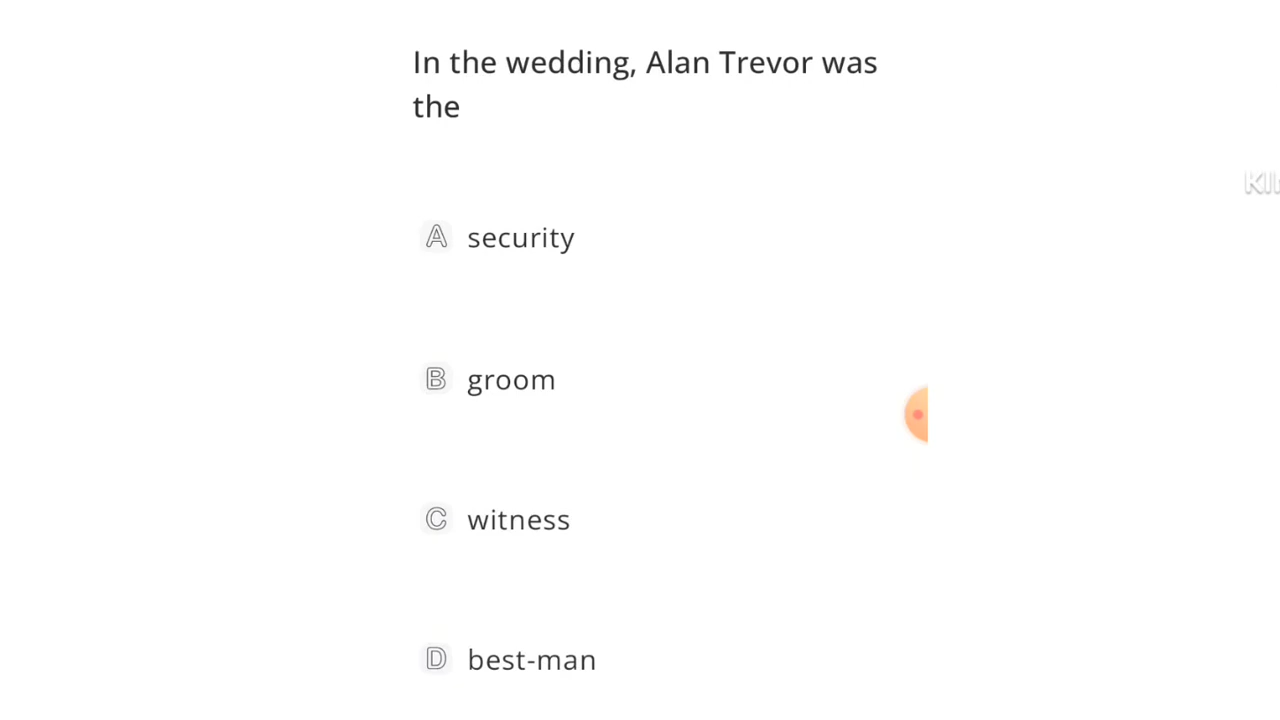 In the wedding, Alan Trevor was
the
A security
B groom
C witness
D best-man